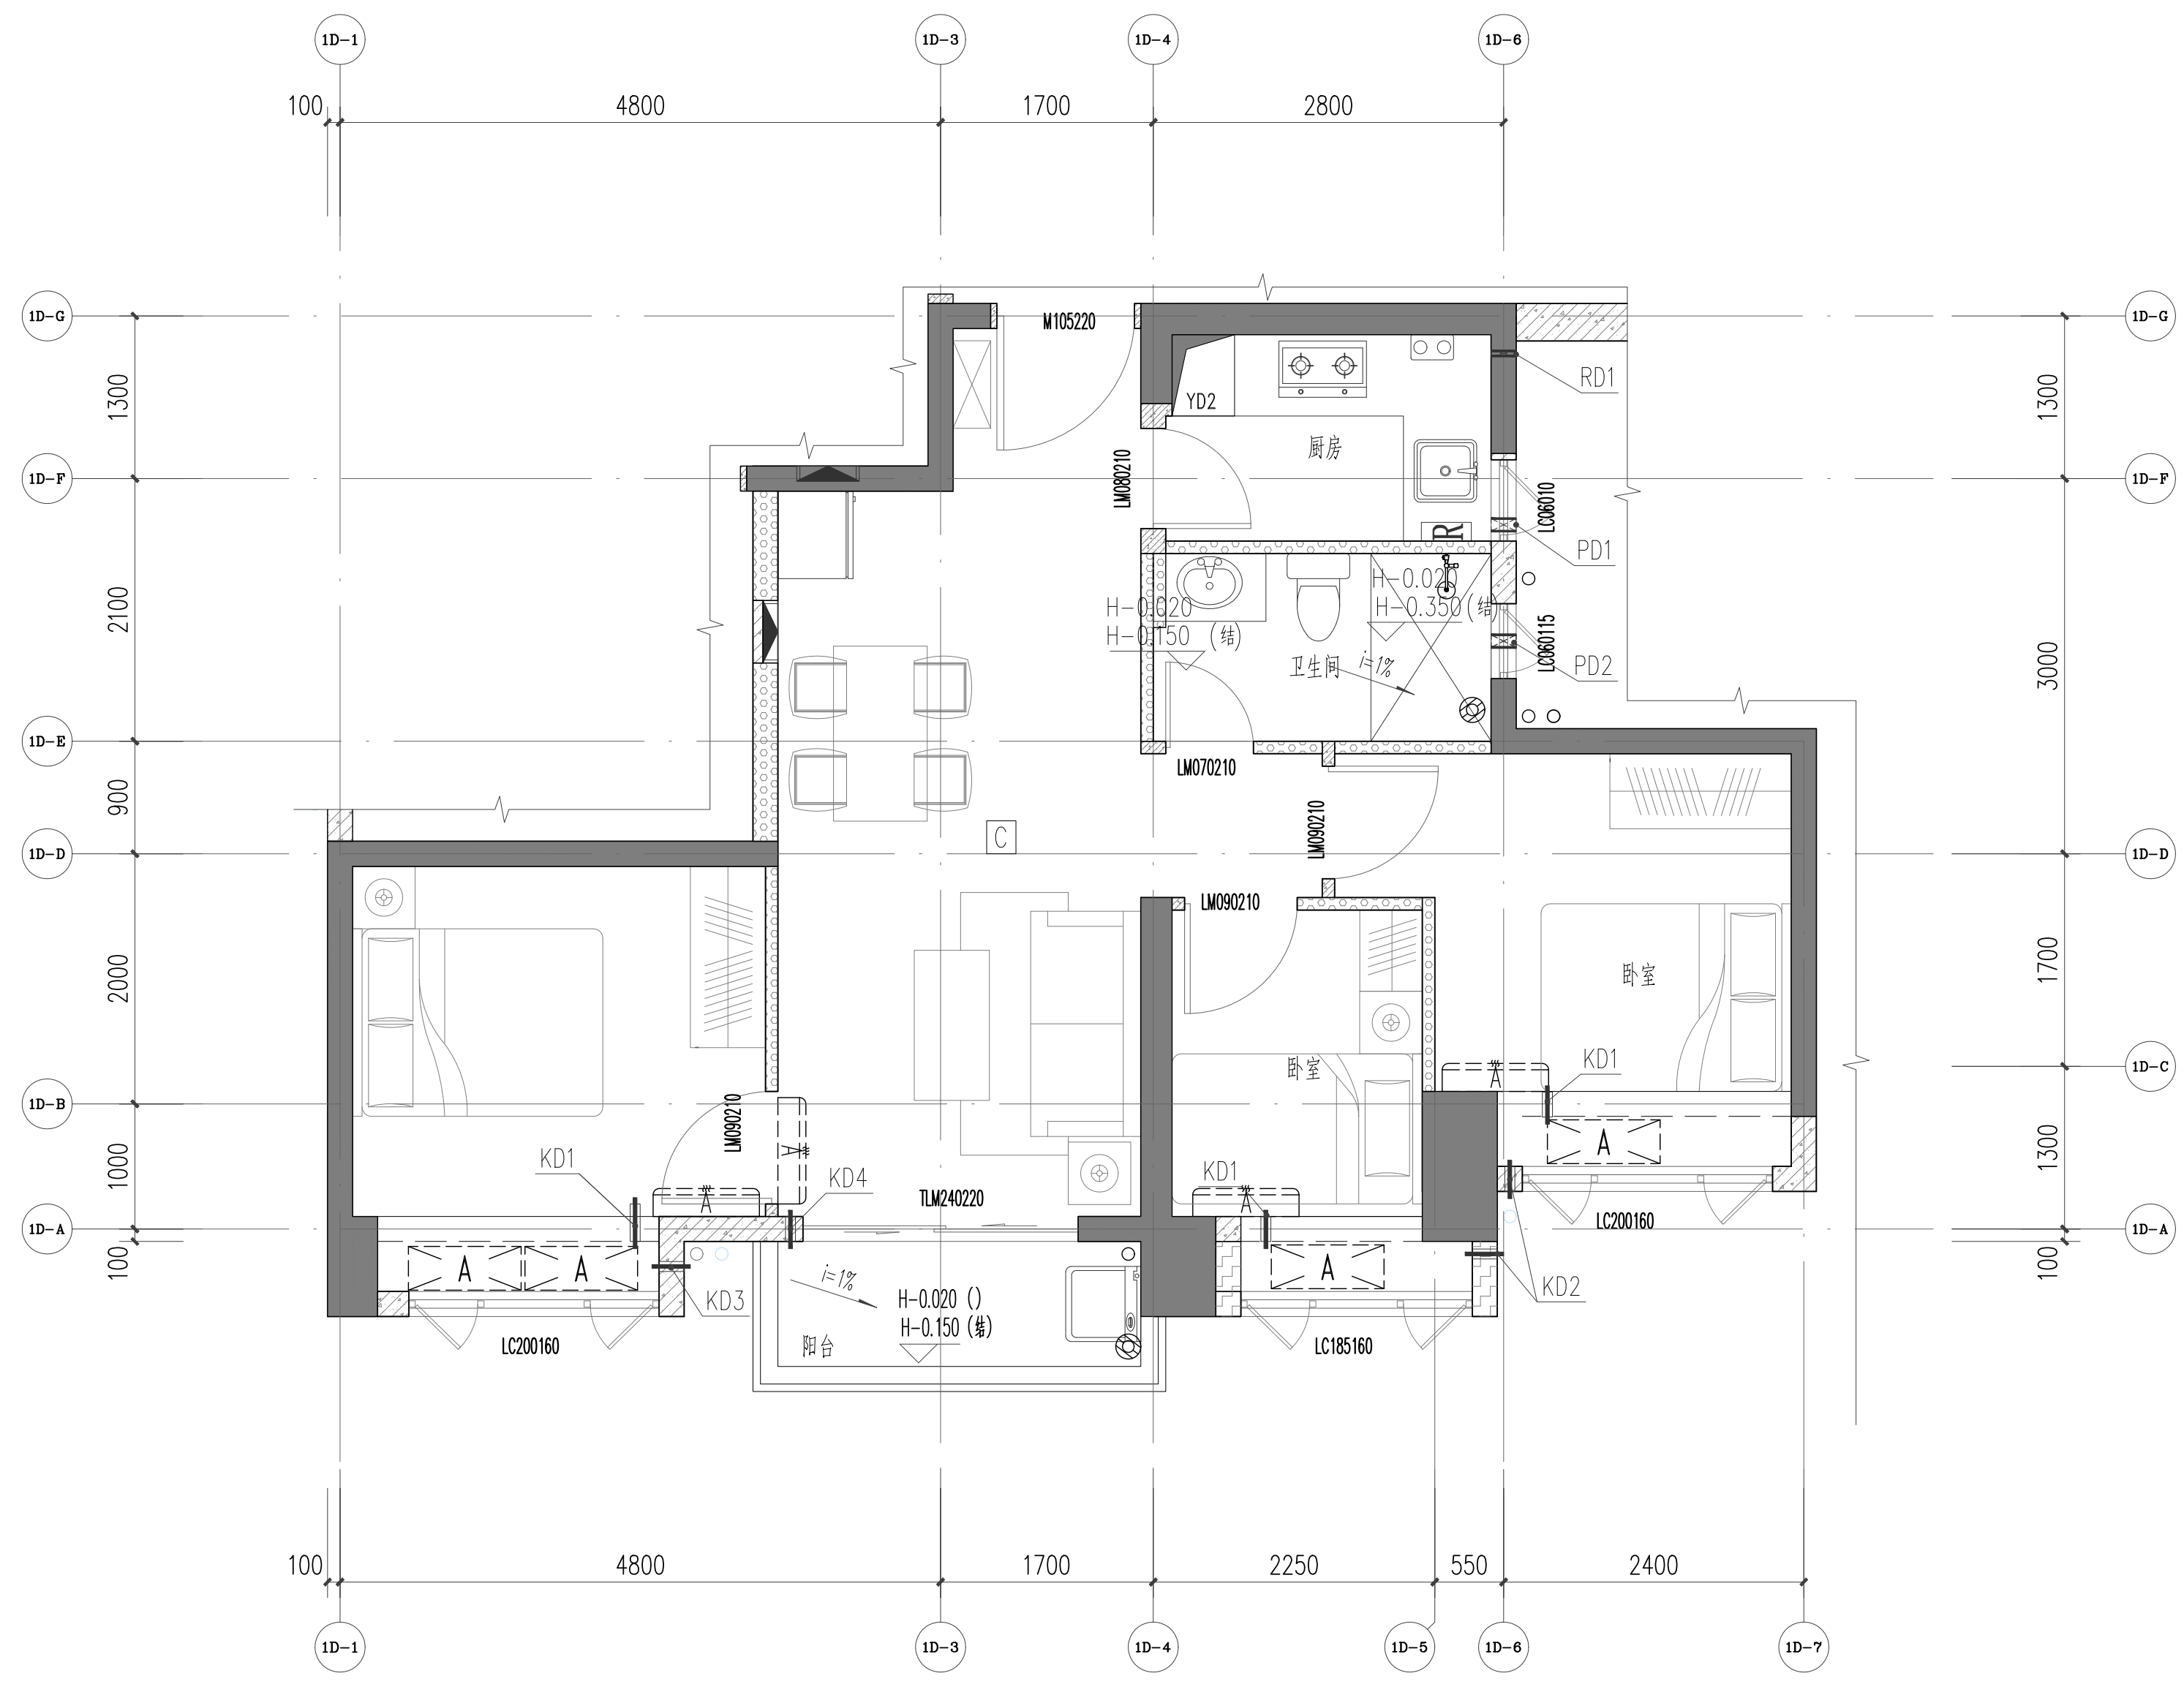 1D-1
1D-3
1D-4
1D-6
100
4800
1700
2800
1D-G
M105220
1D-G
RD1
1300
YD2
1300
厨房
1D-F
LM080210
LC06010
1D-F
R
PD1
H-0.020
H-0.350(结)
2100
H-0.020
H-0.150 (结)
LC060115
3000
卫生间
i=1%
PD2
1D-E
1D-E
LM070210
900
LM090210
C
1D-D
1D-D
LM090210
2000
卧室
1700
卧室
KD1
1D-C
A
1D-B
LM090210
A
A
1000
1300
KD1
KD4
KD1
A
A
TLM240220
1D-A
LC200160
1D-A
100
A
A
A
100
i=1%
KD3
H-0.020 ()
KD2
H-0.150 (结)
LC200160
阳台
LC185160
100
4800
1700
2250
550
2400
1D-1
1D-3
1D-4
1D-5
1D-6
1D-7